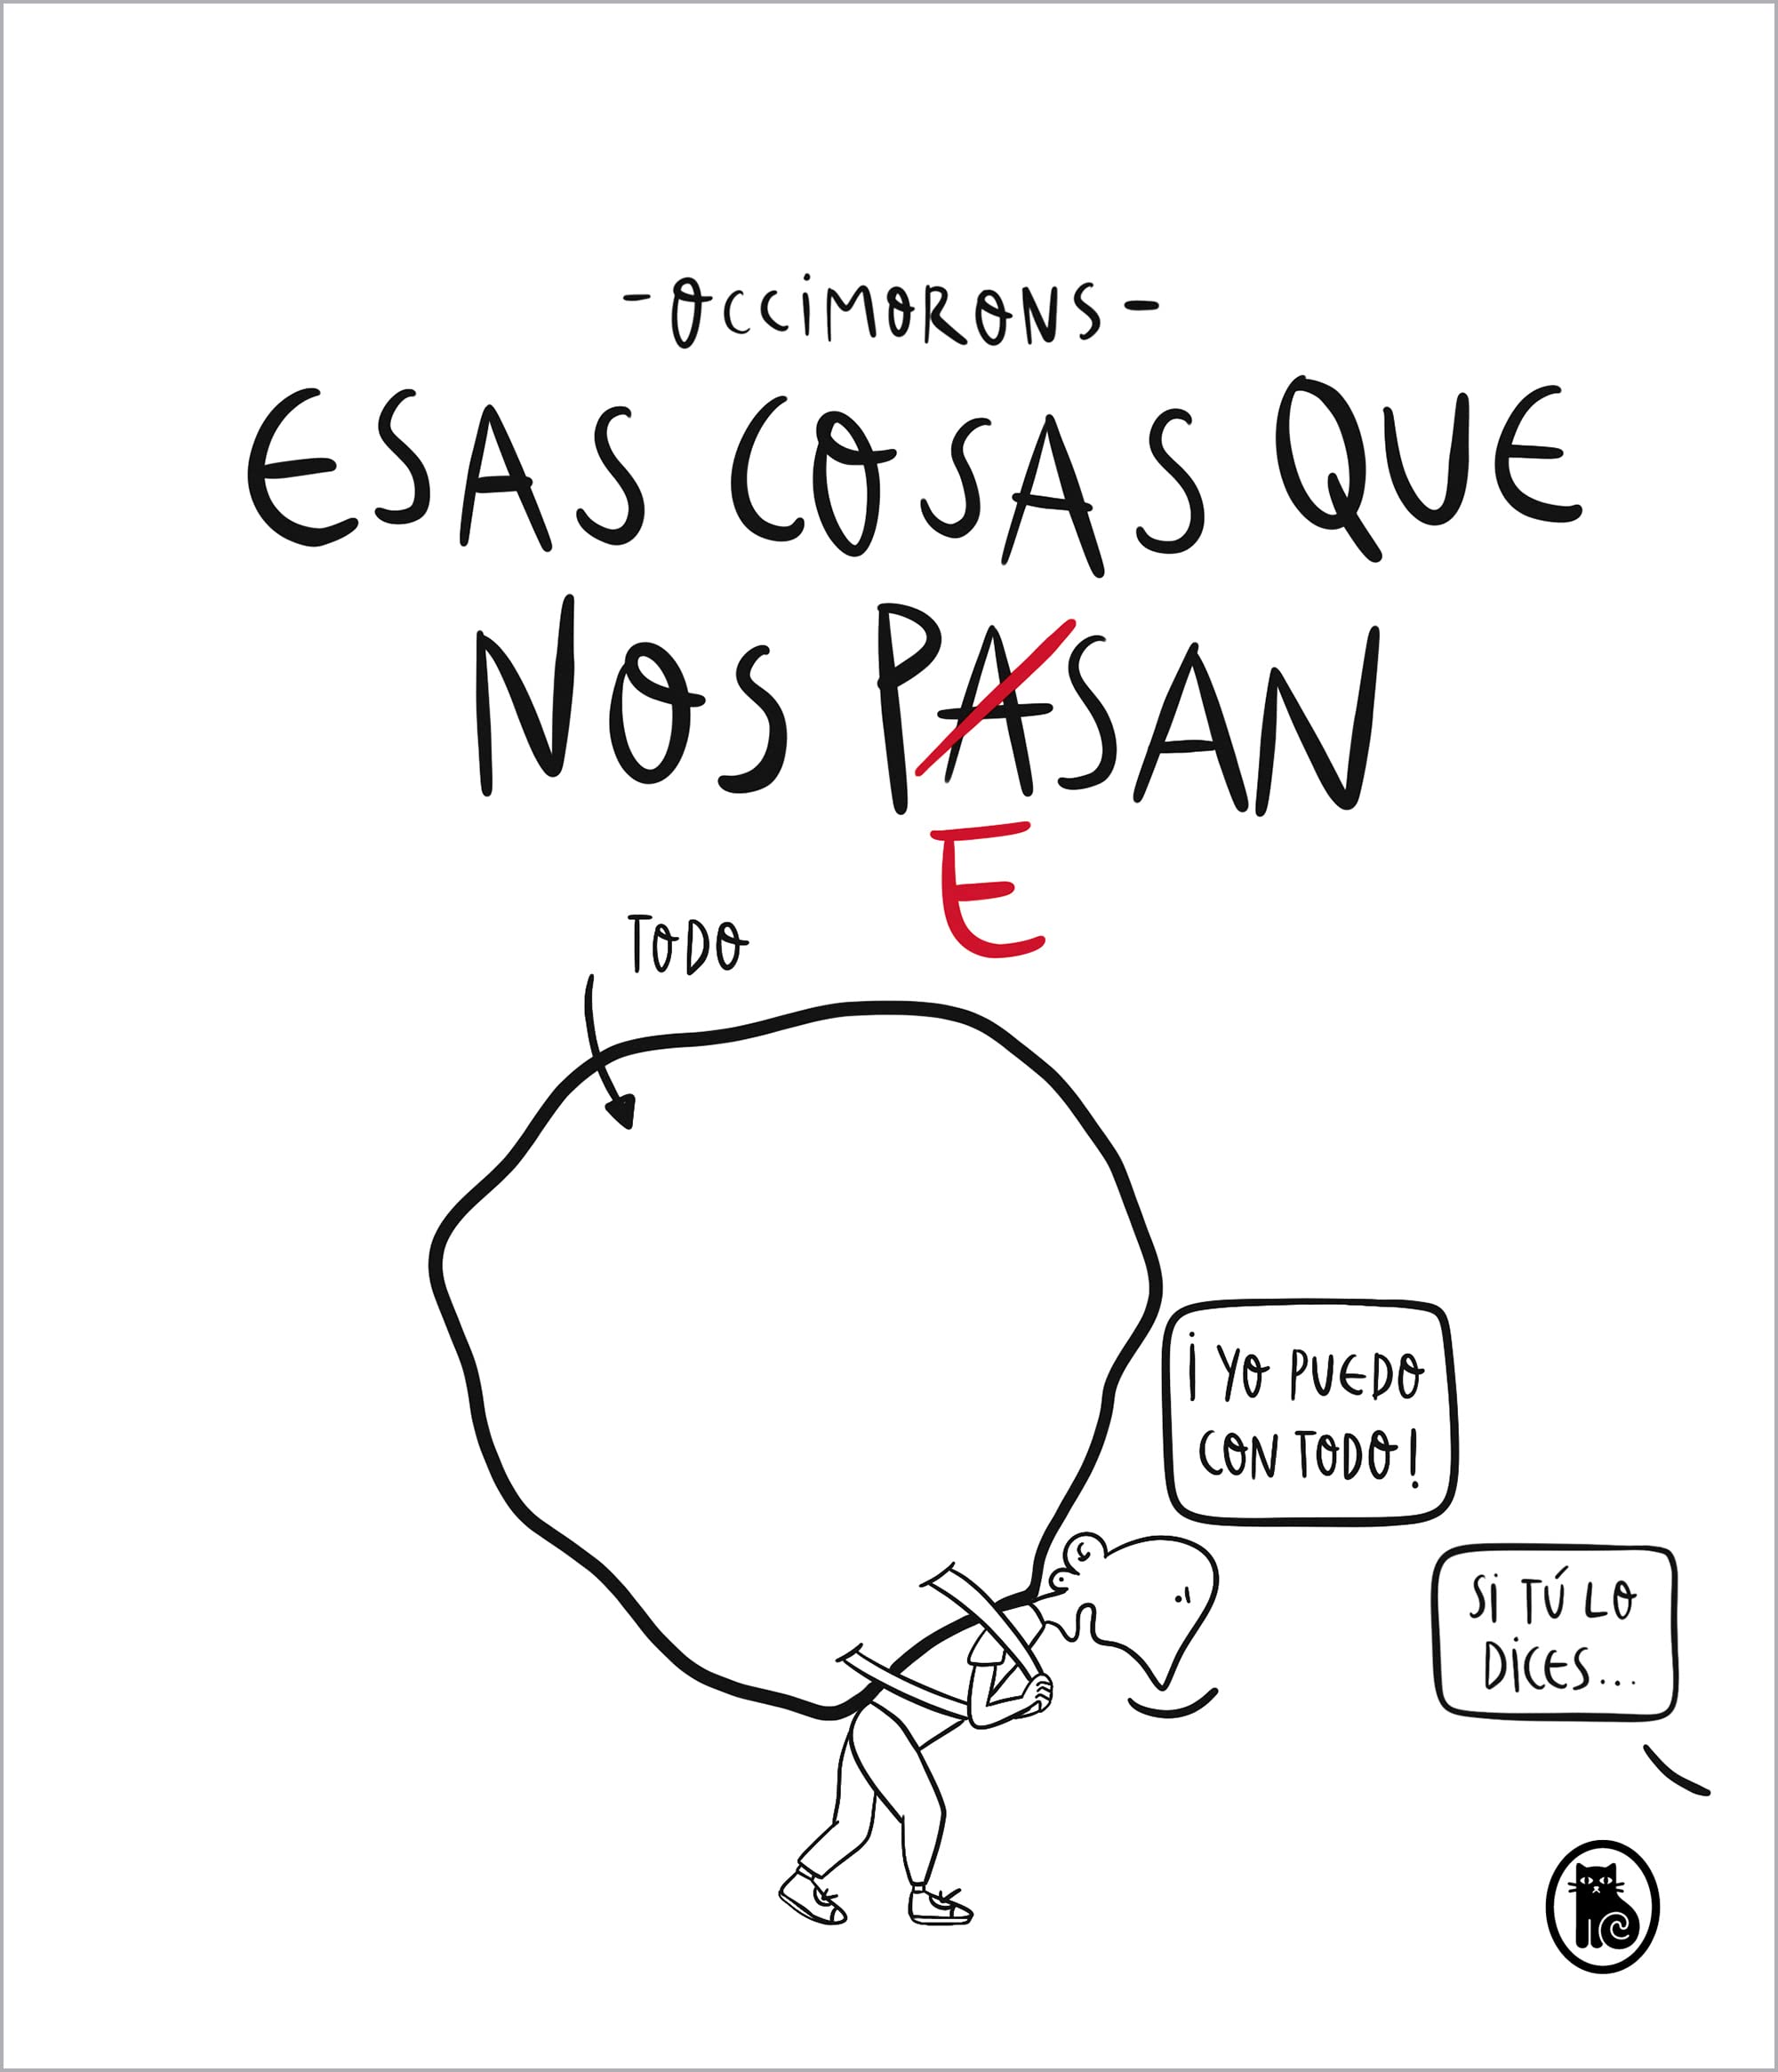 -OCCIMORONS-
ESAS COSAS QUE
NOS PASAN
E
TODO
¡YO PUEDO
CON TODO!
SI TÚ LO
DICES...